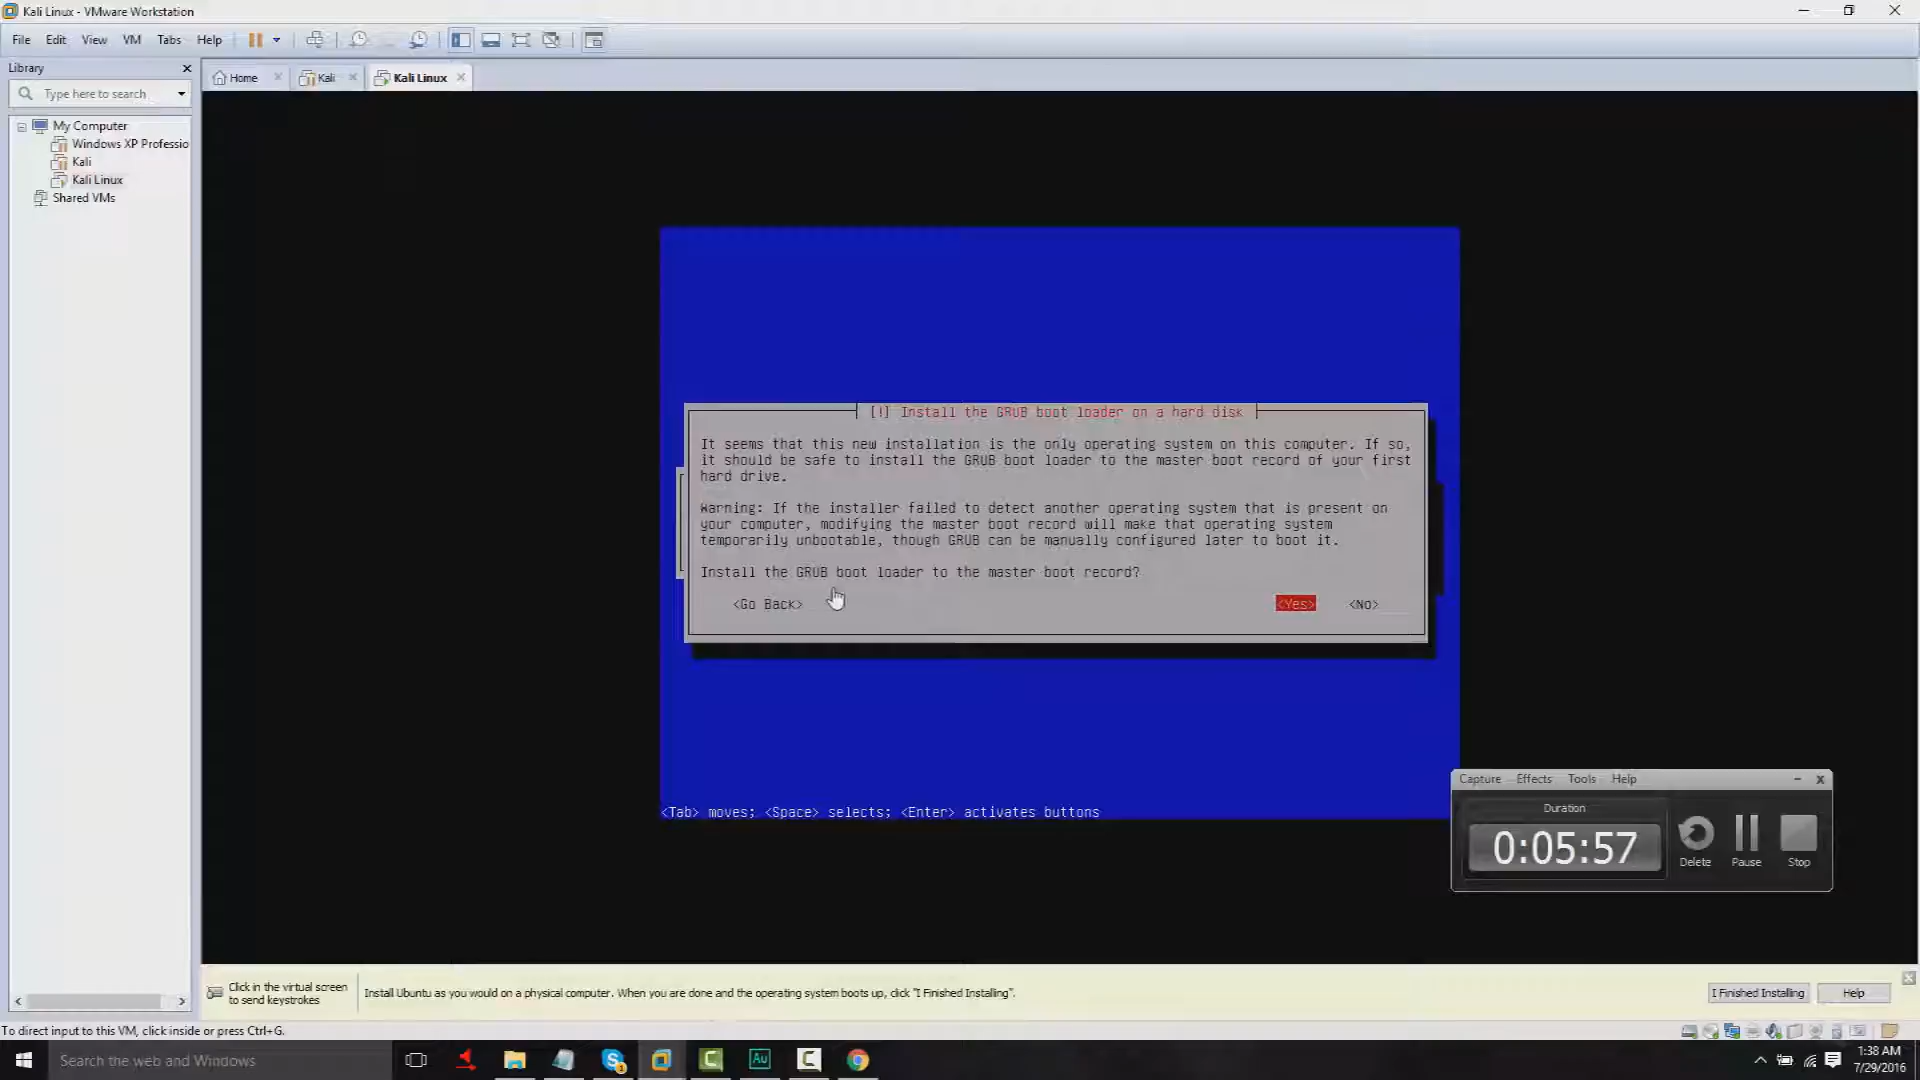 Kali Linux - VMware Workstation
File Edit View VM Tabs Help
Library
Type here to search
Home
Kali
Kali Linux
My Computer
Windows XP Professio
Kali
Kali Linux
Shared VMs
[!] Install the GRUB boot loader on a hard disk
It seems that this new installation is the only operating system on this computer. If so,
it should be safe to install the GRUB boot loader to the master boot record of your first
hard drive.
Warning: If the installer failed to detect another operating system that is present on
your computer, modifying the master boot record will make that operating system
temporarily unbootable, though GRUB can be manually configured later to boot it.
Install the GRUB boot loader to the master boot record?
<Go Back> <Yes> <No>
<Tab> moves; <Space> selects; <Enter> activates buttons
Capture Effects Tools Help
Duration
0:05:57
Delete Pause Stop
Click in the virtual screen
to send keystrokes
Install Ubuntu as you would on a physical computer. When you are done and the operating system boots up, click "I Finished Installing".
I Finished Installing
Help
To direct input to this VM, click inside or press Ctrl+G.
Search the web and Windows
Au
1:38 AM
7/29/2016